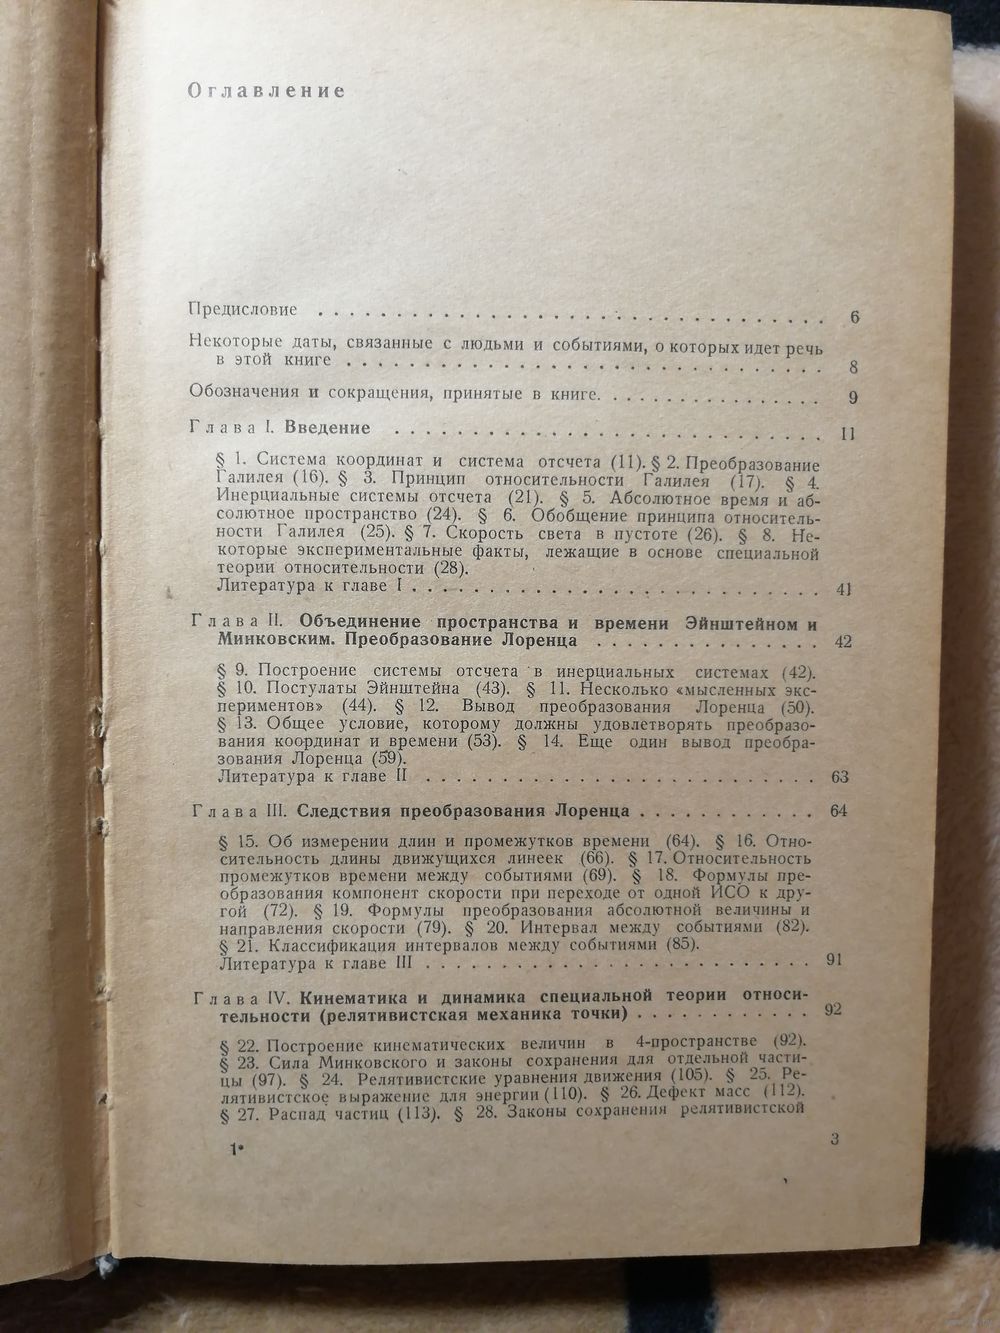 Оглавление
Предисловие . . . . . . . . . . . . . . . . . . . . . . . . . . . . . . . . 6
Некоторые даты, связанные с людьми и событиями, о которых идет речь
в этой книге . . . . . . . . . . . . . . . . . . . . . . . . . . . . . . 8
Обозначения и сокращения, принятые в книге. . . . . . . . . . . . . . . 9
Глава I. Введение . . . . . . . . . . . . . . . . . . . . . . . . . . . 11
§ 1. Система координат и система отсчета (11). § 2. Преобразование
Галилея (16). § 3. Принцип относительности Галилея (17). § 4.
Инерциальные системы отсчета (21). § 5. Абсолютное время и аб-
солютное пространство (24). § 6. Обобщение принципа относитель-
ности Галилея (25). § 7. Скорость света в пустоте (26). § 8. Не-
которые экспериментальные факты, лежащие в основе специальной
теории относительности (28).
Литература к главе I . . . . . . . . . . . . . . . . . . . . . . . . . . 41
Глава II. Объединение пространства и времени Эйнштейном и
Минковским. Преобразование Лоренца . . . . . . . . . . . . . . . 42
§ 9. Построение системы отсчета в инерциальных системах (42).
§ 10. Постулаты Эйнштейна (43). § 11. Несколько «мысленных экс-
периментов» (44). § 12. Вывод преобразования Лоренца (50).
§ 13. Общее условие, которому должны удовлетворять преобразо-
вания координат и времени (53). § 14. Еще один вывод преобра-
зования Лоренца (59).
Литература к главе II . . . . . . . . . . . . . . . . . . . . . . . . . 63
Глава III. Следствия преобразования Лоренца . . . . . . . . . . . . 64
§ 15. Об измерении длин и промежутков времени (64). § 16. Отно-
сительность длины движущихся линеек (66). § 17. Относительность
промежутков времени между событиями (69). § 18. Формулы пре-
образования компонент скорости при переходе от одной ИСО к дру-
гой (72). § 19. Формулы преобразования абсолютной величины и
направления скорости (79). § 20. Интервал между событиями (82).
§ 21. Классификация интервалов между событиями (85).
Литература к главе III . . . . . . . . . . . . . . . . . . . . . . . . . 91
Глава IV. Кинематика и динамика специальной теории относи-
тельности (релятивистская механика точки) . . . . . . . . . . . . 92
§ 22. Построение кинематических величин в 4-пространстве (92).
§ 23. Сила Минковского и законы сохранения для отдельной части-
цы (97). § 24. Релятивистские уравнения движения (105). § 25. Ре-
лятивистское выражение для энергии (110). § 26. Дефект масс (112).
§ 27. Распад частиц (113). § 28. Законы сохранения релятивистской
1*
3